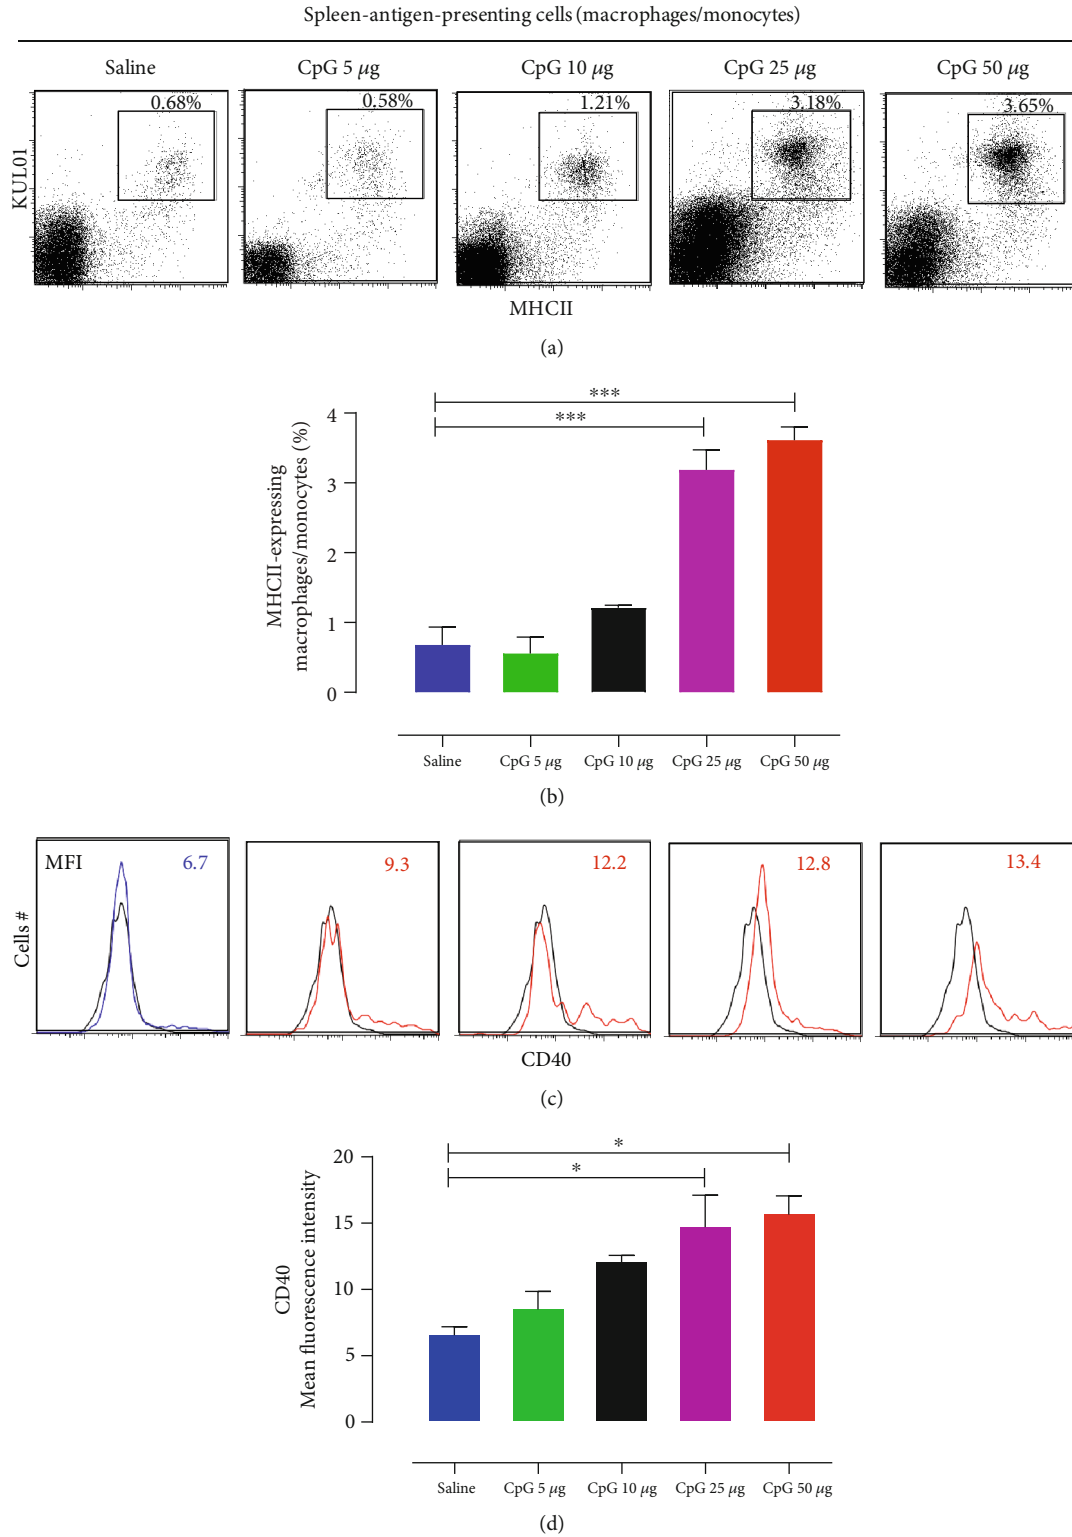 Spleen-antigen-presenting cells (macrophages/monocytes)
Saline CpG 5 μg CpG 10 μg CpG 25 μg CpG 50 μg
0.68% 0.58% 1.21% 3.18% 3.65%
KUL01
MHCII
(a)
***
***
4
3
2
1
0
MHCII-expressing
macrophages/monocytes (%)
Saline CpG 5 μg CpG 10 μg CpG 25 μg CpG 50 μg
(b)
MFI 6.7 9.3 12.2 12.8 13.4
Cells #
CD40
(c)
*
*
20
15
10
5
0
CD40
Mean fluorescence intensity
Saline CpG 5 μg CpG 10 μg CpG 25 μg CpG 50 μg
(d)